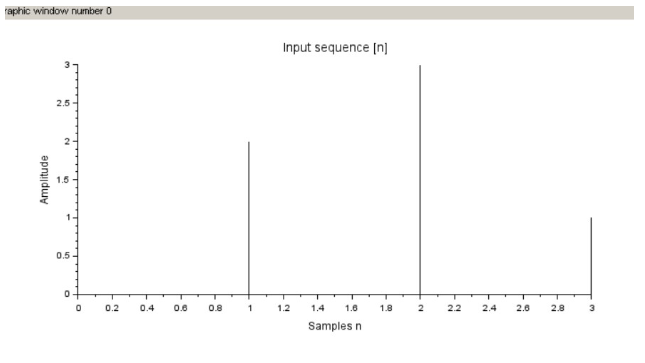 raphic window number 0
Input sequence [n]
3
2.5
2
1.5
1
0.5
0
Amplitude
0 0.2 0.4 0.6 0.8 1 1.2 1.4 1.6 1.8 2 2.2 2.4 2.6 2.8 3
Samples n